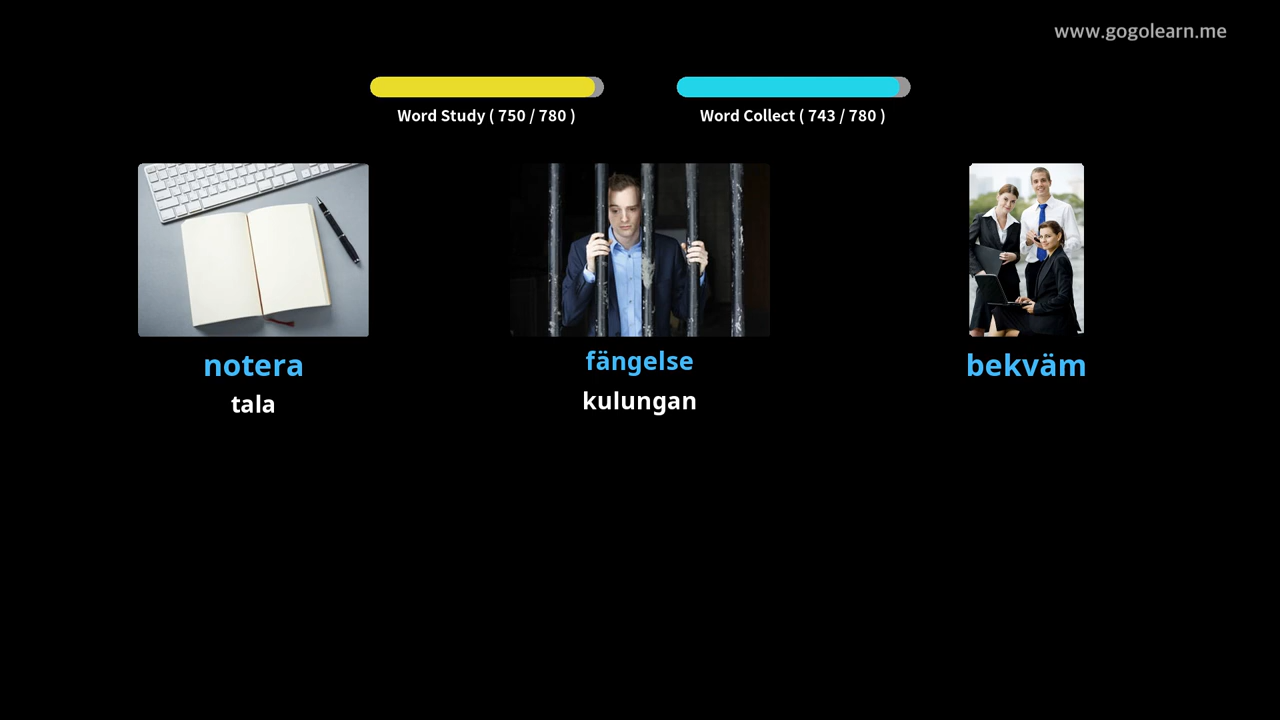 www.gogolearn.me
Word Study ( 750 / 780 )
Word Collect ( 743 / 780 )
notera
tala
fängelse
kulungan
bekväm